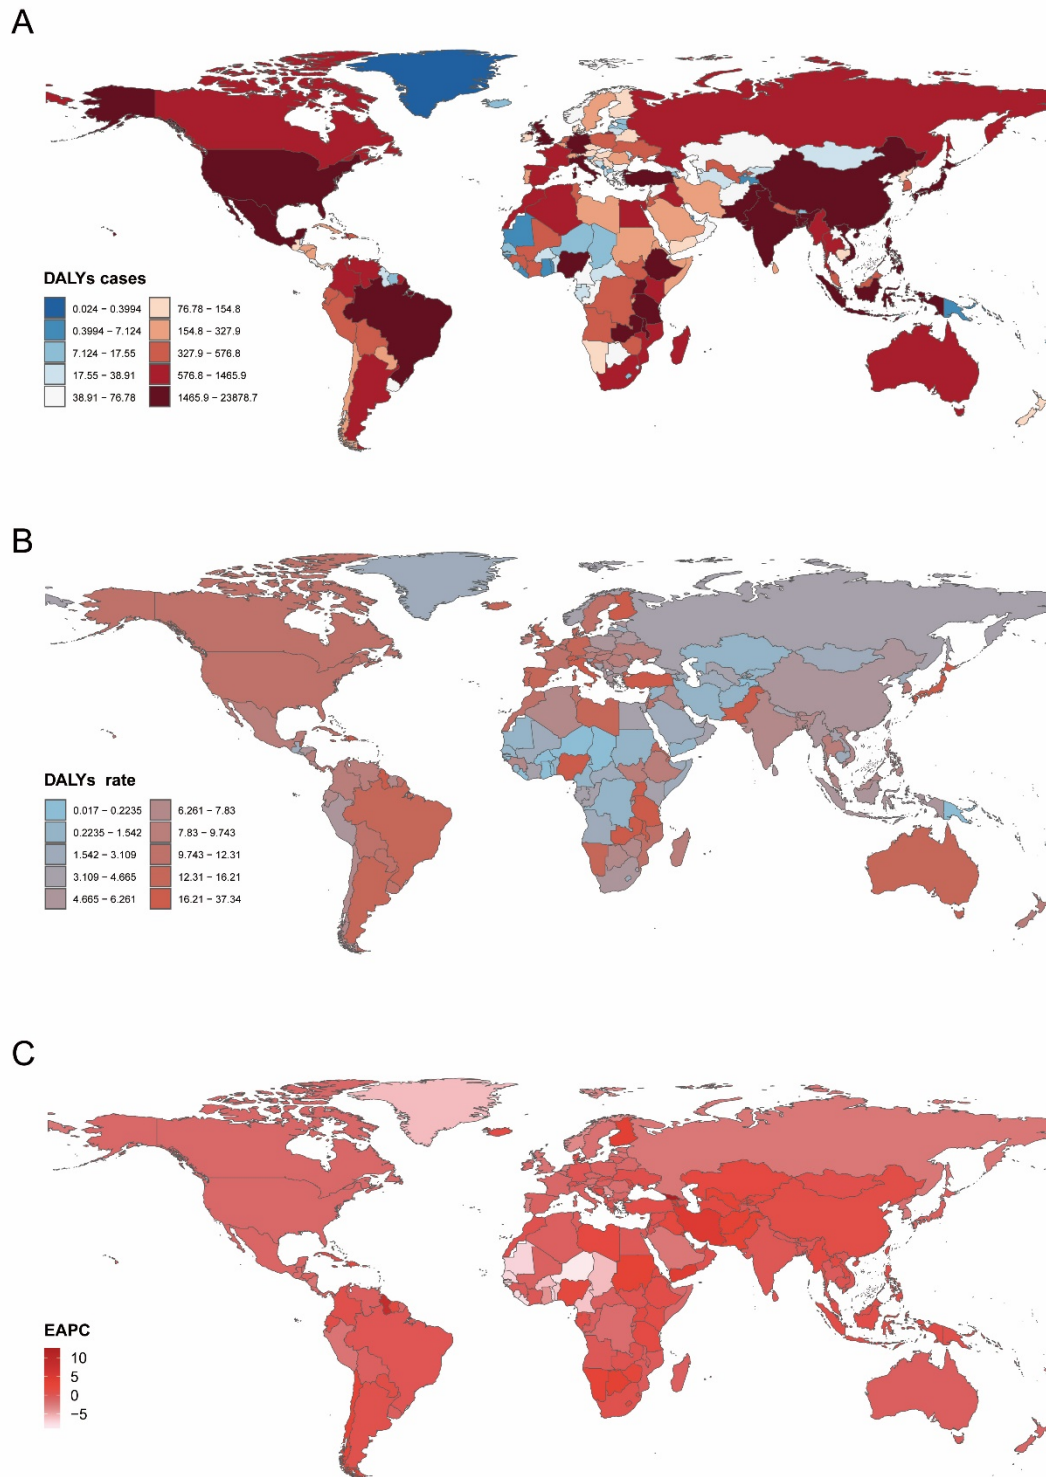 A
DALYs cases
0.024 − 0.3994
0.3994 − 7.124
7.124 − 17.55
17.55 − 38.91
38.91 − 76.78
76.78 − 154.8
154.8 − 327.9
327.9 − 576.8
576.8 − 1465.9
1465.9 − 23878.7
B
DALYs rate
0.017 − 0.2235
0.2235 − 1.542
1.542 − 3.109
3.109 − 4.665
4.665 − 6.261
6.261 − 7.83
7.83 − 9.743
9.743 − 12.31
12.31 − 16.21
16.21 − 37.34
C
EAPC
10
5
0
−5